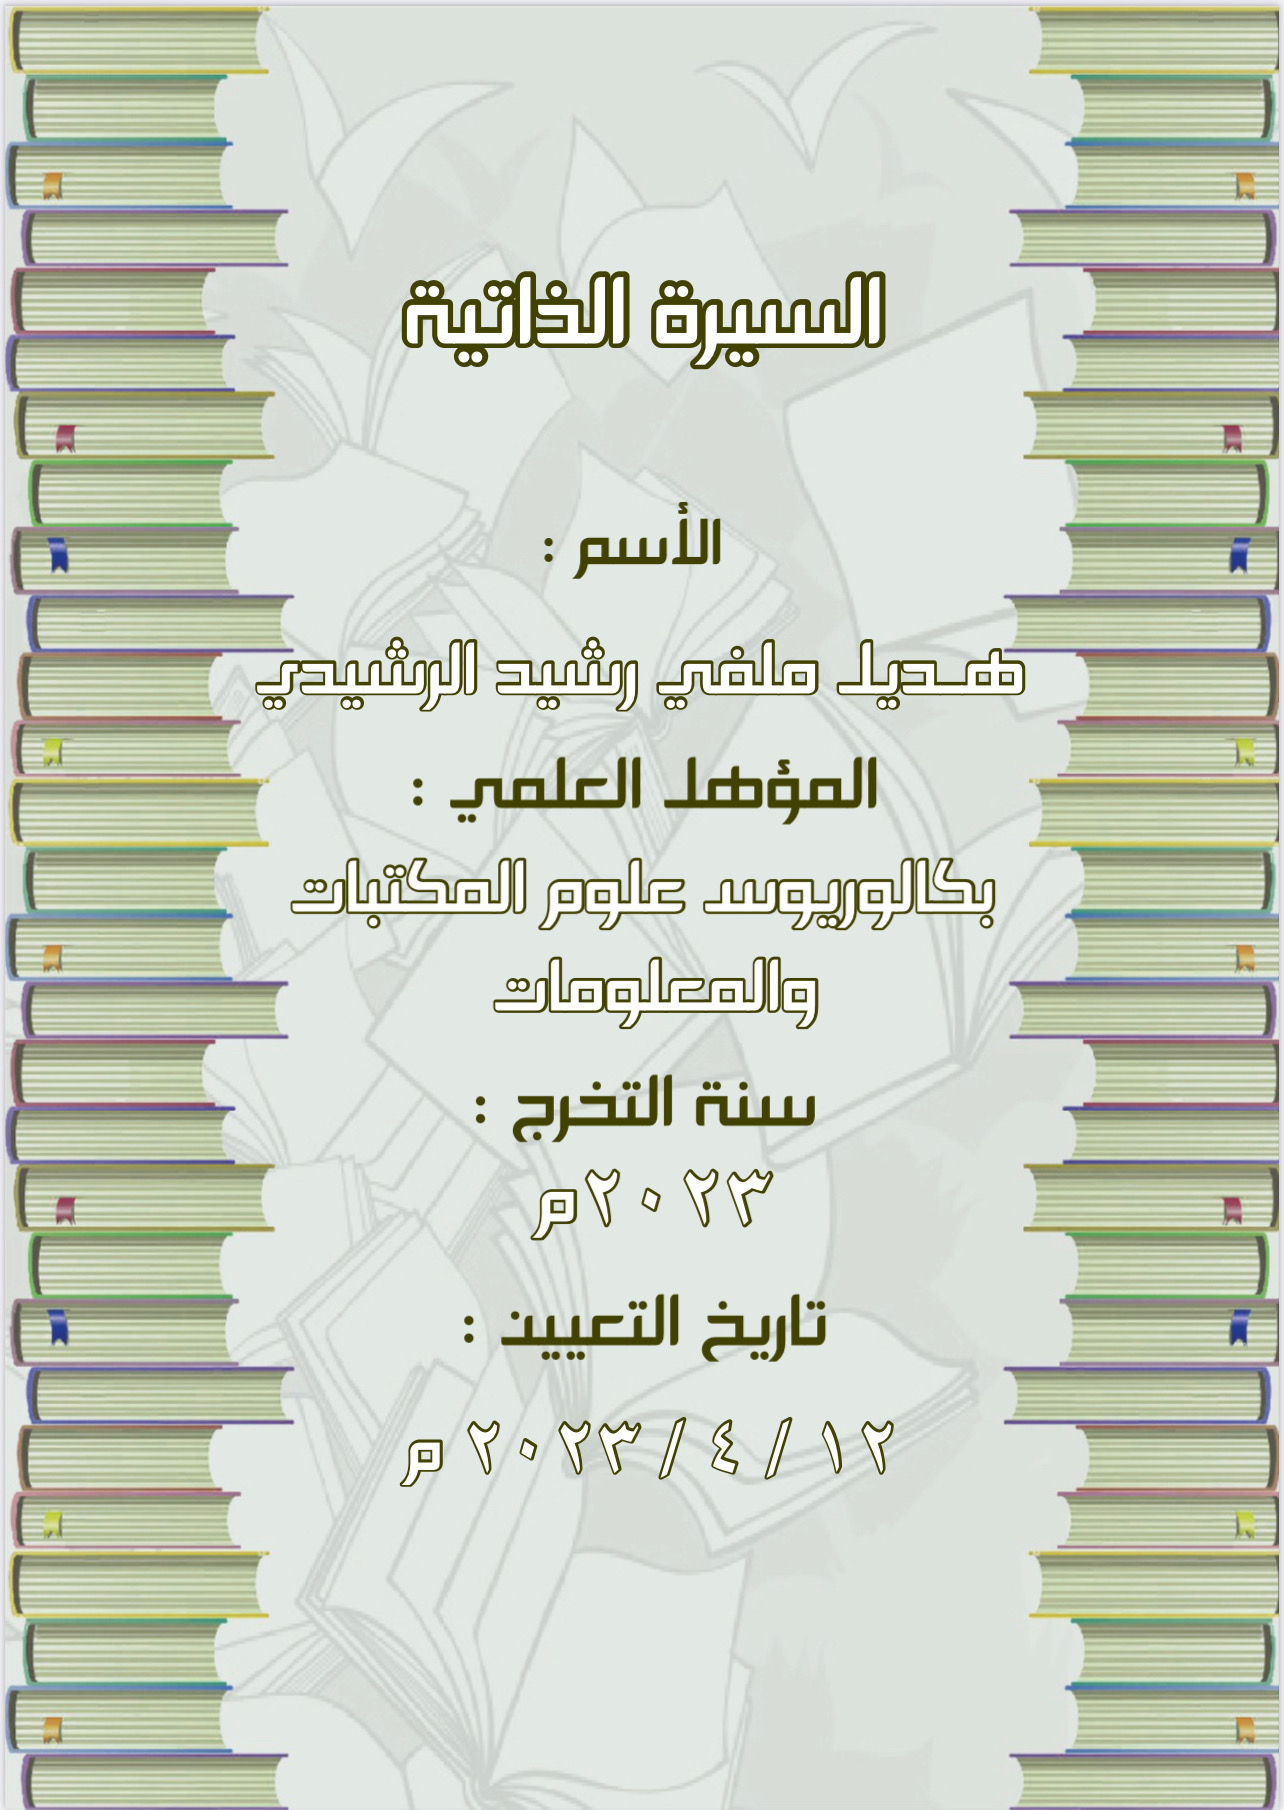 السيرة الذاتية
الأسم :
هـديل ملفي رشيد الرشيدي
المؤهل العلمي :
بكالوريوس علوم المكتبات
والمعلومات
سنة التخرج :
٢٠٢٣م
تاريخ التعيين :
١٢ / ٤ / ٢٠٢٣ م